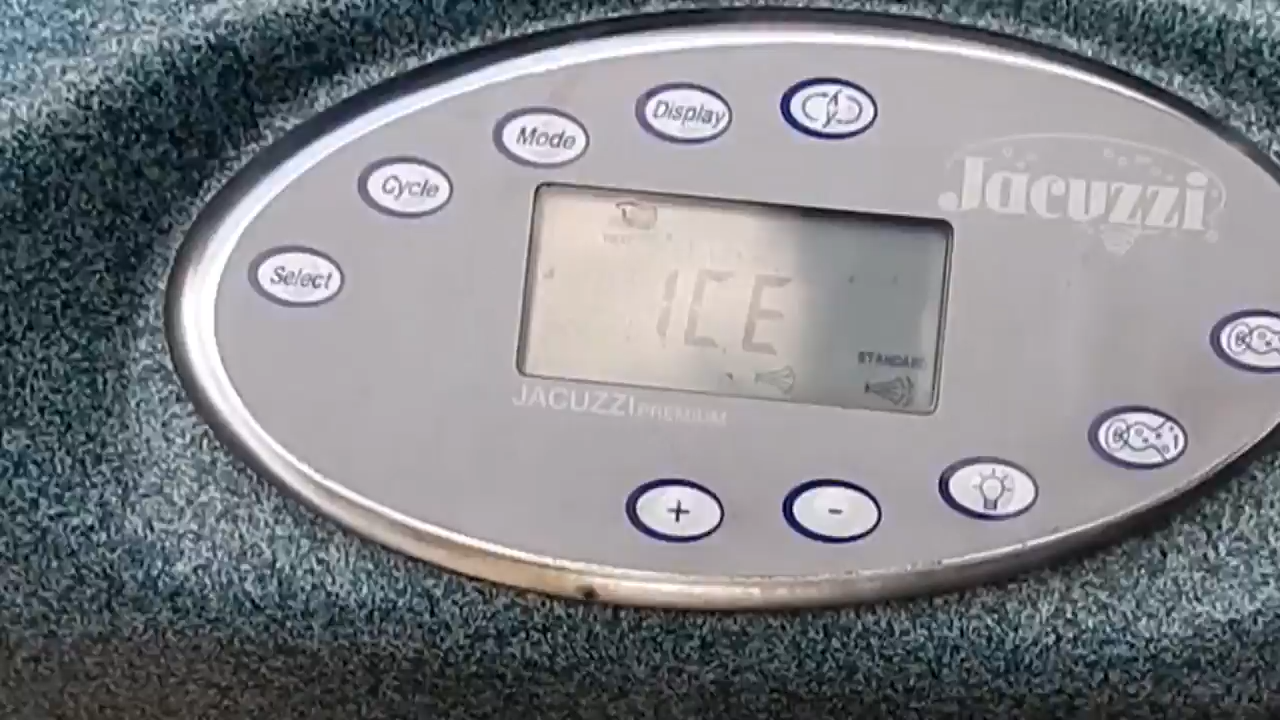 Display
Mode
Cycle
Select
Jacuzzi
ICE
STANDARD
JACUZZI PREMIUM
+
-